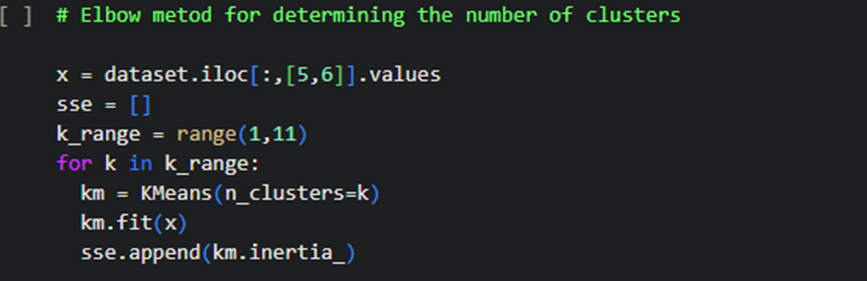 [ ] # Elbow metod for determining the number of clusters
x = dataset.iloc[:,[5,6]].values
sse = []
k_range = range(1,11)
for k in k_range:
  km = KMeans(n_clusters=k)
  km.fit(x)
  sse.append(km.inertia_)